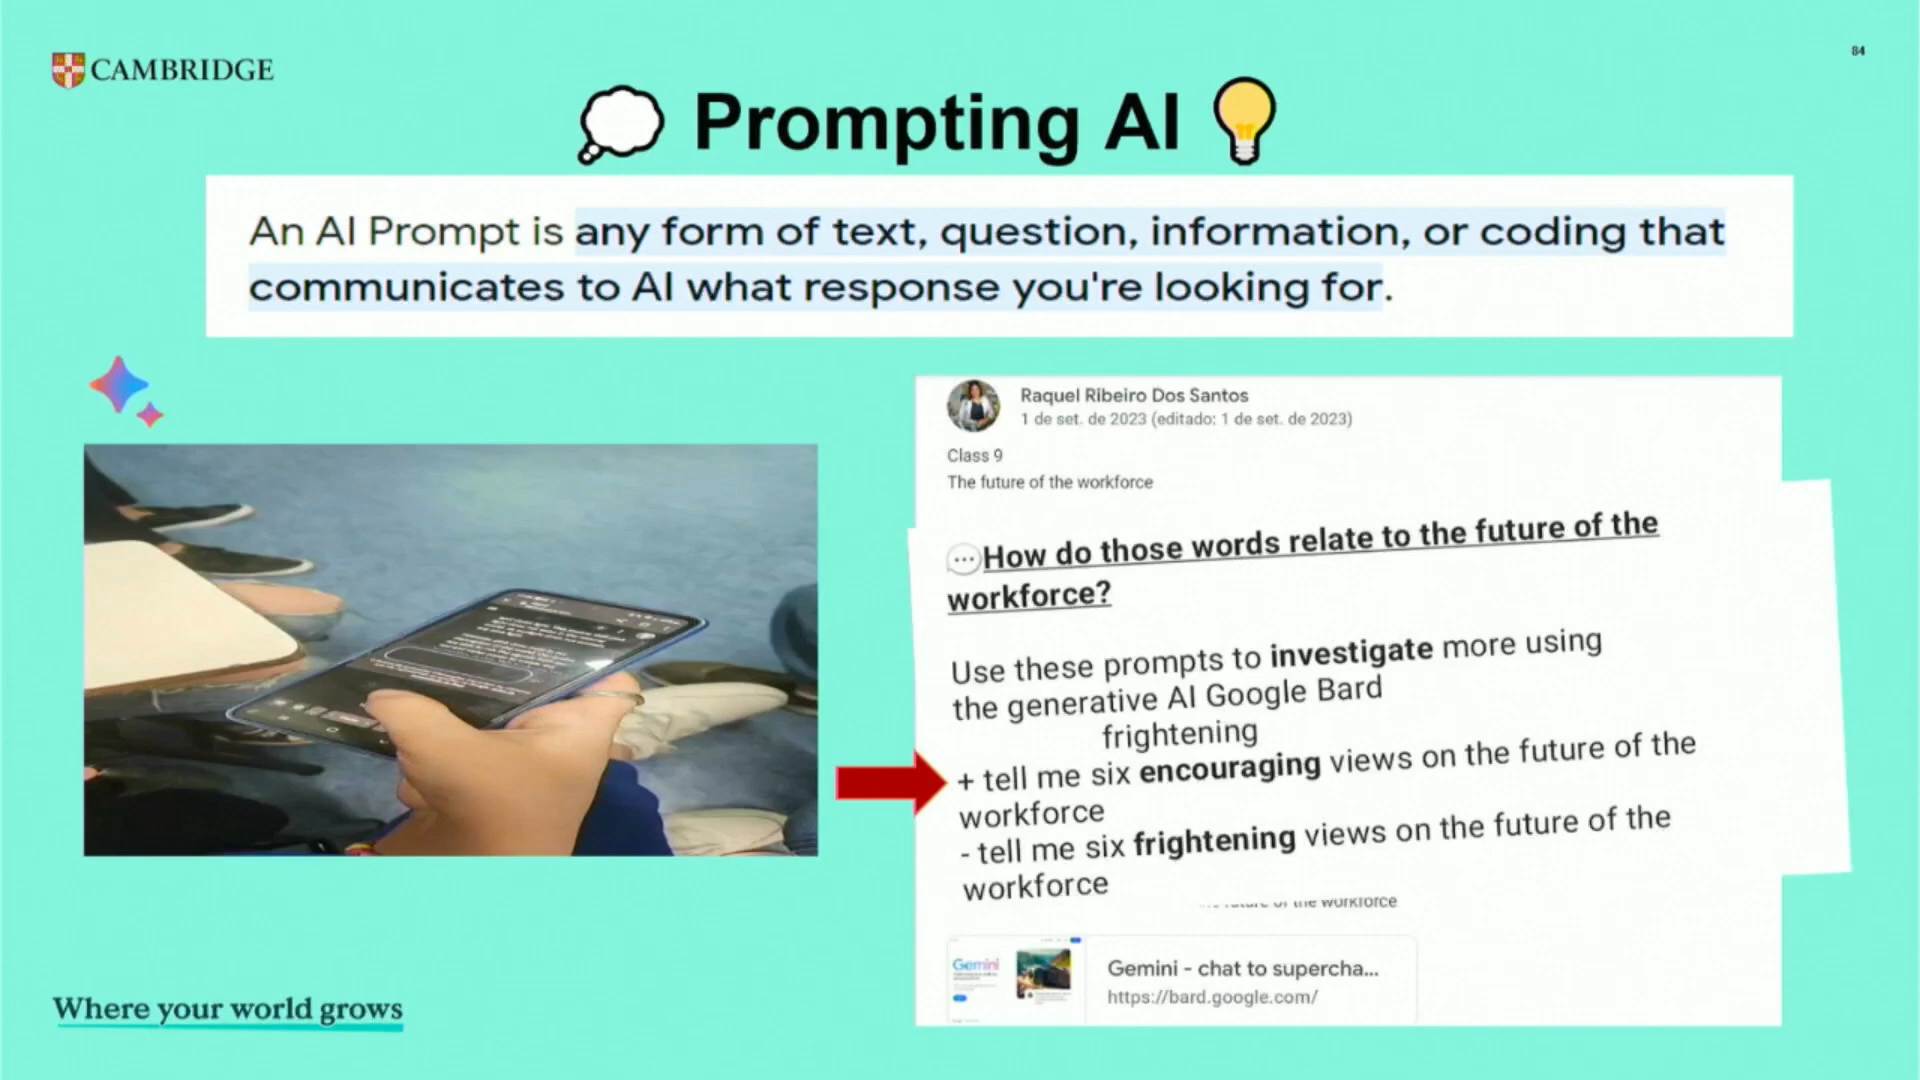 CAMBRIDGE
84
Prompting AI
An AI Prompt is any form of text, question, information, or coding that
communicates to AI what response you're looking for.
Raquel Ribeiro Dos Santos
1 de set. de 2023 (editado: 1 de set. de 2023)
Class 9
The future of the workforce
How do those words relate to the future of the
workforce?
Use these prompts to investigate more using
the generative AI Google Bard
frightening
+ tell me six encouraging views on the future of the
workforce
- tell me six frightening views on the future of the
workforce
future of the workforce
Gemini
Gemini - chat to supercha...
https://bard.google.com/
Where your world grows